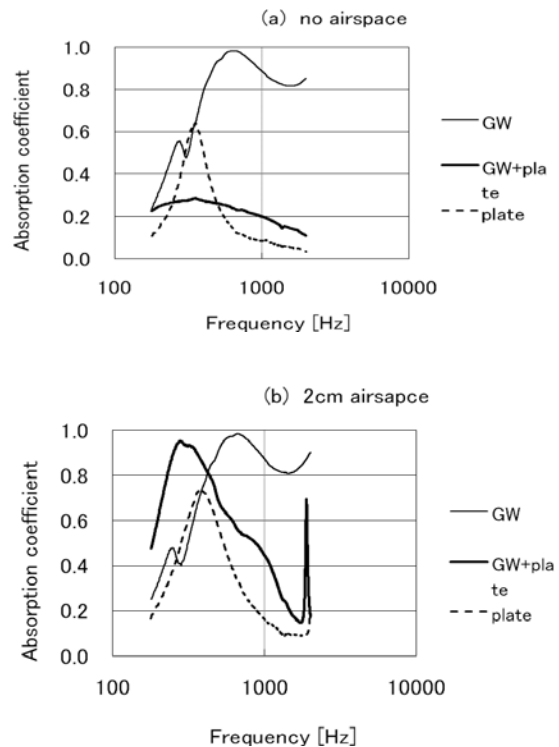 (a) no airspace
Absorption coefficient
1.0
0.8
0.6
0.4
0.2
0.0
100
1000
10000
Frequency [Hz]
GW
GW+pla
te
plate
(b) 2cm airsapce
Absorption coefficient
1.0
0.8
0.6
0.4
0.2
0.0
100
1000
10000
Frequency [Hz]
GW
GW+pla
te
plate